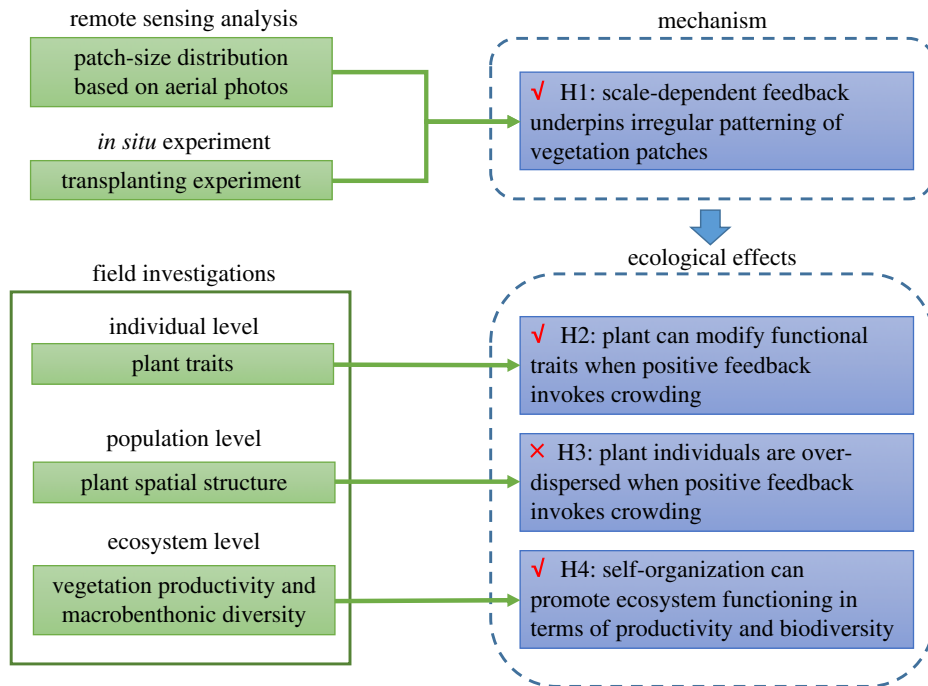 remote sensing analysis
patch-size distribution
based on aerial photos
in situ experiment
transplanting experiment
mechanism
√ H1: scale-dependent feedback
underpins irregular patterning of
vegetation patches
field investigations
individual level
plant traits
population level
plant spatial structure
ecosystem level
vegetation productivity and
macrobenthonic diversity
ecological effects
√ H2: plant can modify functional
traits when positive feedback
invokes crowding
× H3: plant individuals are over-
dispersed when positive feedback
invokes crowding
√ H4: self-organization can
promote ecosystem functioning in
terms of productivity and biodiversity